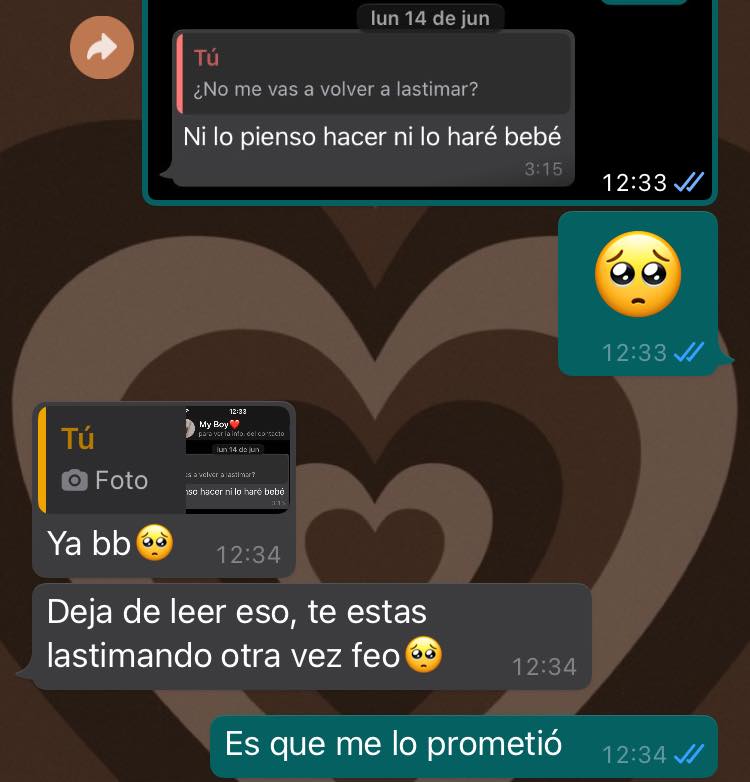 lun 14 de jun
Tú
¿No me vas a volver a lastimar?
Ni lo pienso hacer ni lo haré bebé
3:15
12:33
🥺
12:33
Tú
Foto
12:33
My Boy❤️
para ver la info. del contacto
lun 14 de jun
s a volver a lastimar?
nso hacer ni lo haré bebé
3:15
Ya bb🥺
12:34
Deja de leer eso, te estas
lastimando otra vez feo🥺
12:34
Es que me lo prometió
12:34